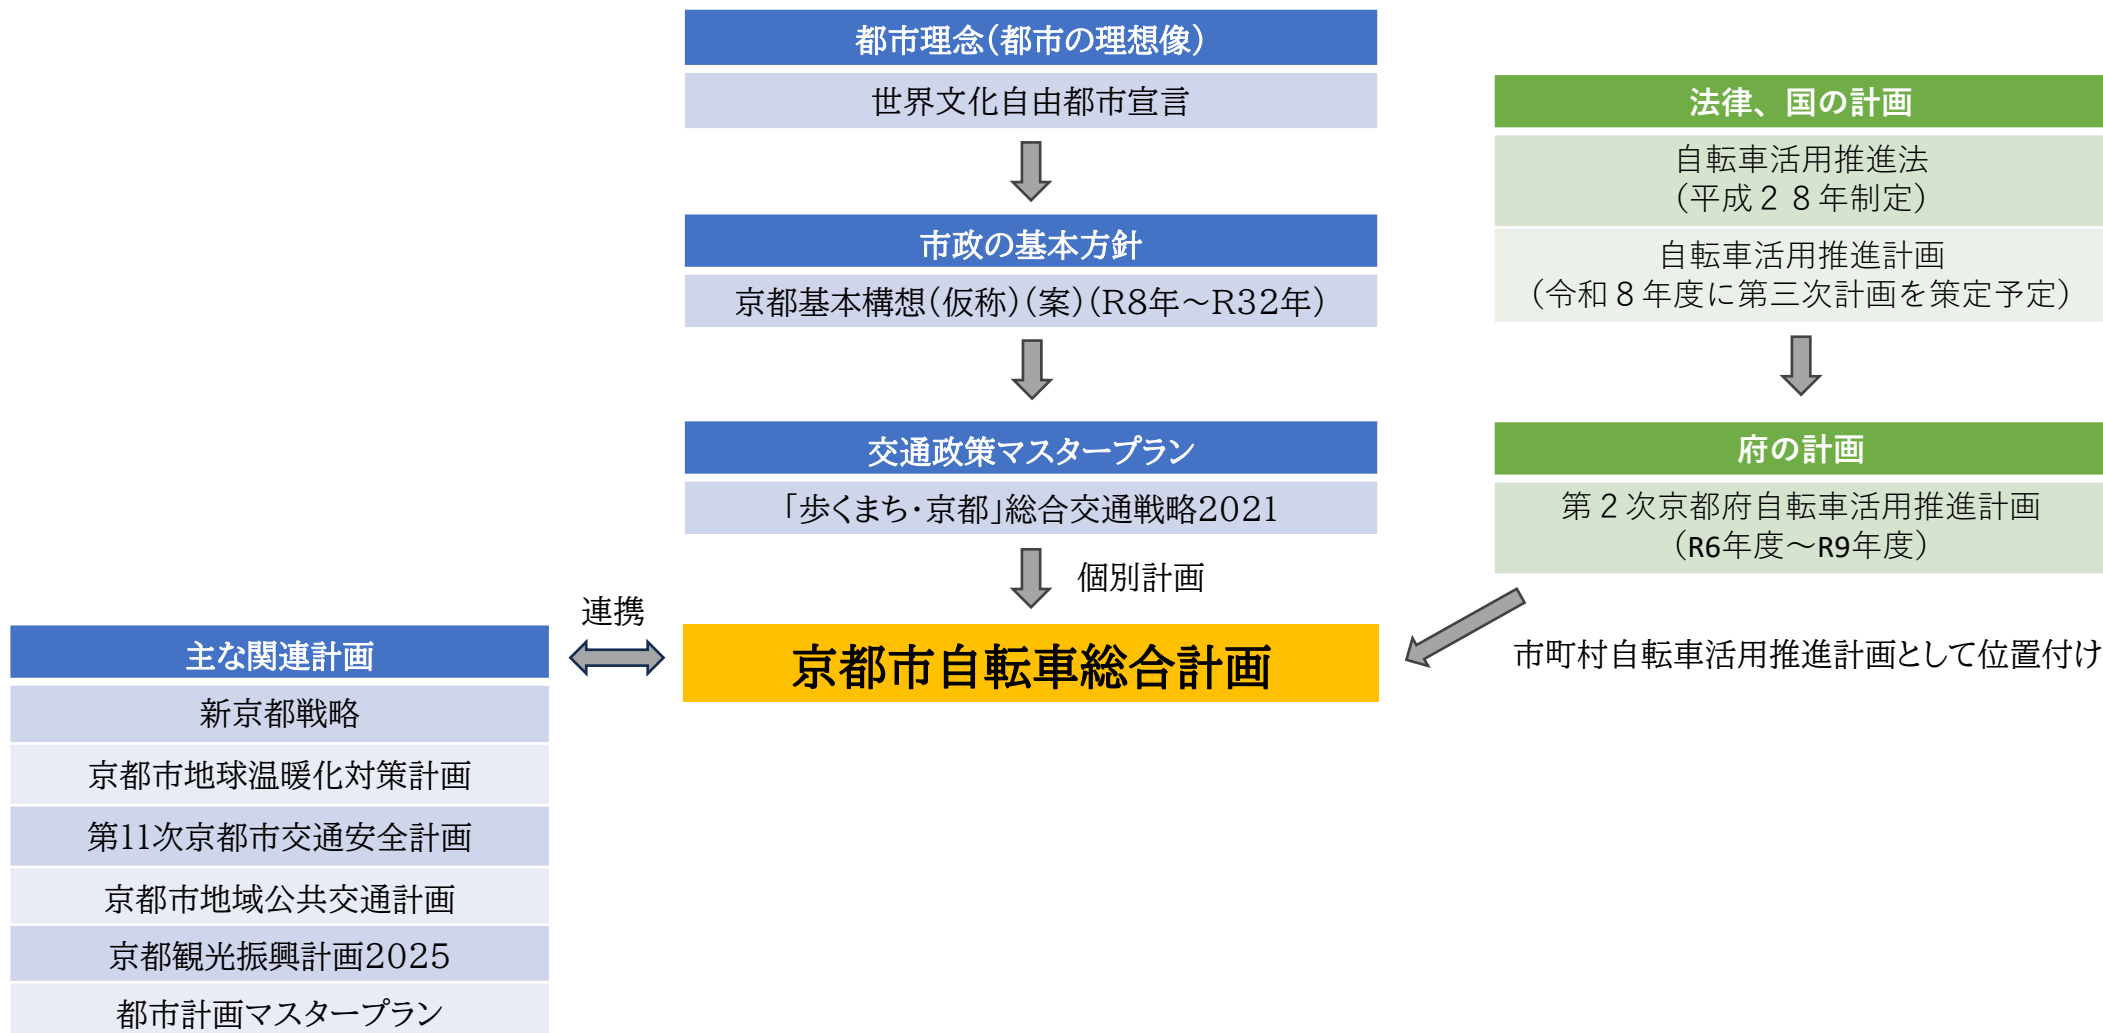 都市理念(都市の理想像)
世界文化自由都市宣言
市政の基本方針
京都基本構想(仮称)(案)(R8年~R32年)
交通政策マスタープラン
「歩くまち・京都」総合交通戦略2021
個別計画
京都市自転車総合計画
連携
主な関連計画
新京都戦略
京都市地球温暖化対策計画
第11次京都市交通安全計画
京都市地域公共交通計画
京都観光振興計画2025
都市計画マスタープラン
法律、国の計画
自転車活用推進法
(平成28年制定)
自転車活用推進計画
(令和8年度に第三次計画を策定予定)
府の計画
第2次京都府自転車活用推進計画
(R6年度~R9年度)
市町村自転車活用推進計画として位置付け